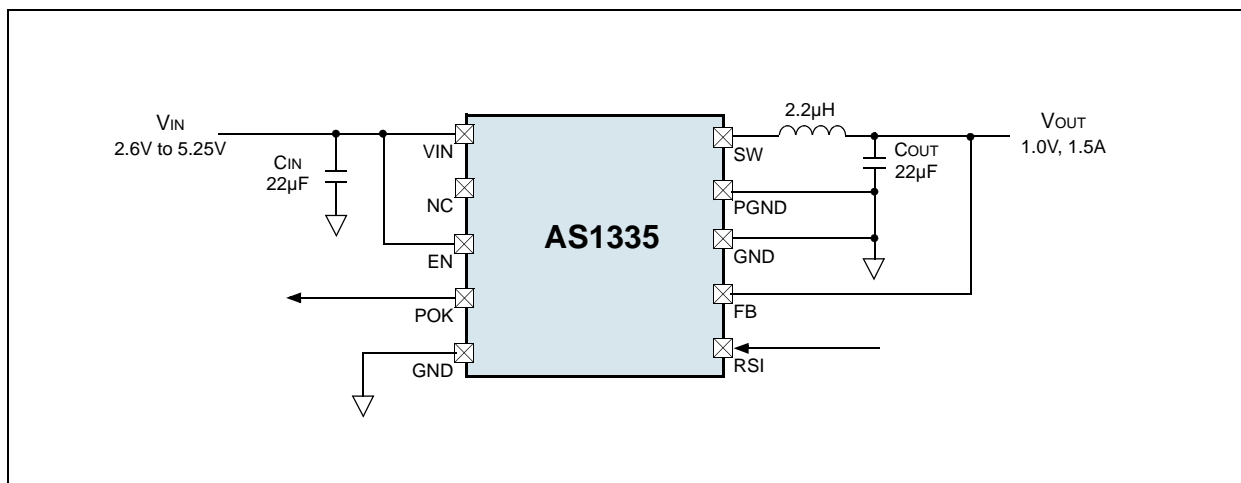 VIN
2.6V to 5.25V
CIN
22µF
VIN
NC
EN
POK
GND
AS1335
SW
PGND
GND
FB
RSI
2.2µH
COUT
22µF
VOUT
1.0V, 1.5A